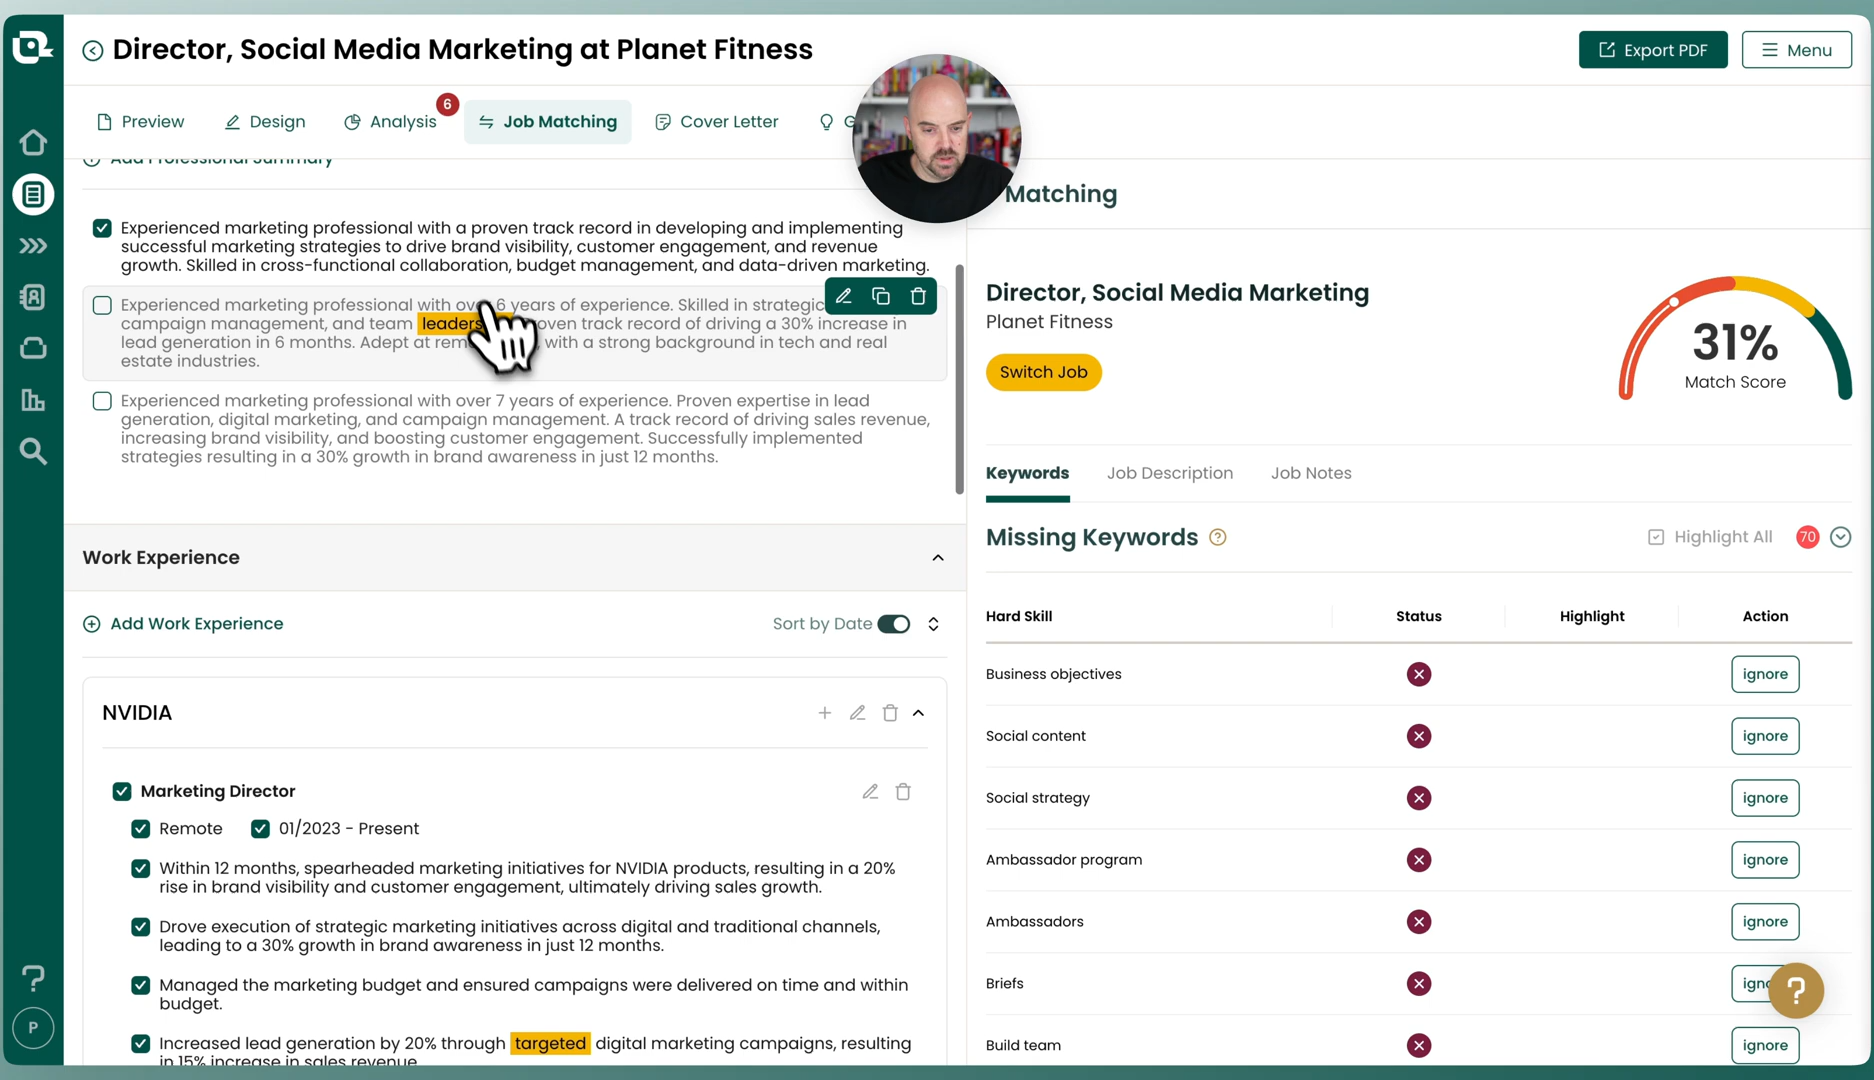 Director, Social Media Marketing at Planet Fitness
Export PDF
Menu
Preview
Design
Analysis
6
Job Matching
Cover Letter
G
Add Professional Summary
Experienced marketing professional with a proven track record in developing and implementing
successful marketing strategies to drive brand visibility, customer engagement, and revenue
growth. Skilled in cross-functional collaboration, budget management, and data-driven marketing.
Experienced marketing professional with over 6 years of experience. Skilled in strategic
campaign management, and team leaders oven track record of driving a 30% increase in
lead generation in 6 months. Adept at rem with a strong background in tech and real
estate industries.
Experienced marketing professional with over 7 years of experience. Proven expertise in lead
generation, digital marketing, and campaign management. A track record of driving sales revenue,
increasing brand visibility, and boosting customer engagement. Successfully implemented
strategies resulting in a 30% growth in brand awareness in just 12 months.
Work Experience
Add Work Experience
Sort by Date
NVIDIA
Marketing Director
Remote
01/2023 - Present
Within 12 months, spearheaded marketing initiatives for NVIDIA products, resulting in a 20%
rise in brand visibility and customer engagement, ultimately driving sales growth.
Drove execution of strategic marketing initiatives across digital and traditional channels,
leading to a 30% growth in brand awareness in just 12 months.
Managed the marketing budget and ensured campaigns were delivered on time and within
budget.
Increased lead generation by 20% through targeted digital marketing campaigns, resulting
in 15% increase in sales revenue.
Matching
Director, Social Media Marketing
Planet Fitness
Switch Job
31%
Match Score
Keywords
Job Description
Job Notes
Missing Keywords ?
Highlight All
70
Hard Skill Status Highlight Action
Business objectives ignore
Social content ignore
Social strategy ignore
Ambassador program ignore
Ambassadors ignore
Briefs igno
Build team ignore
?
?
P